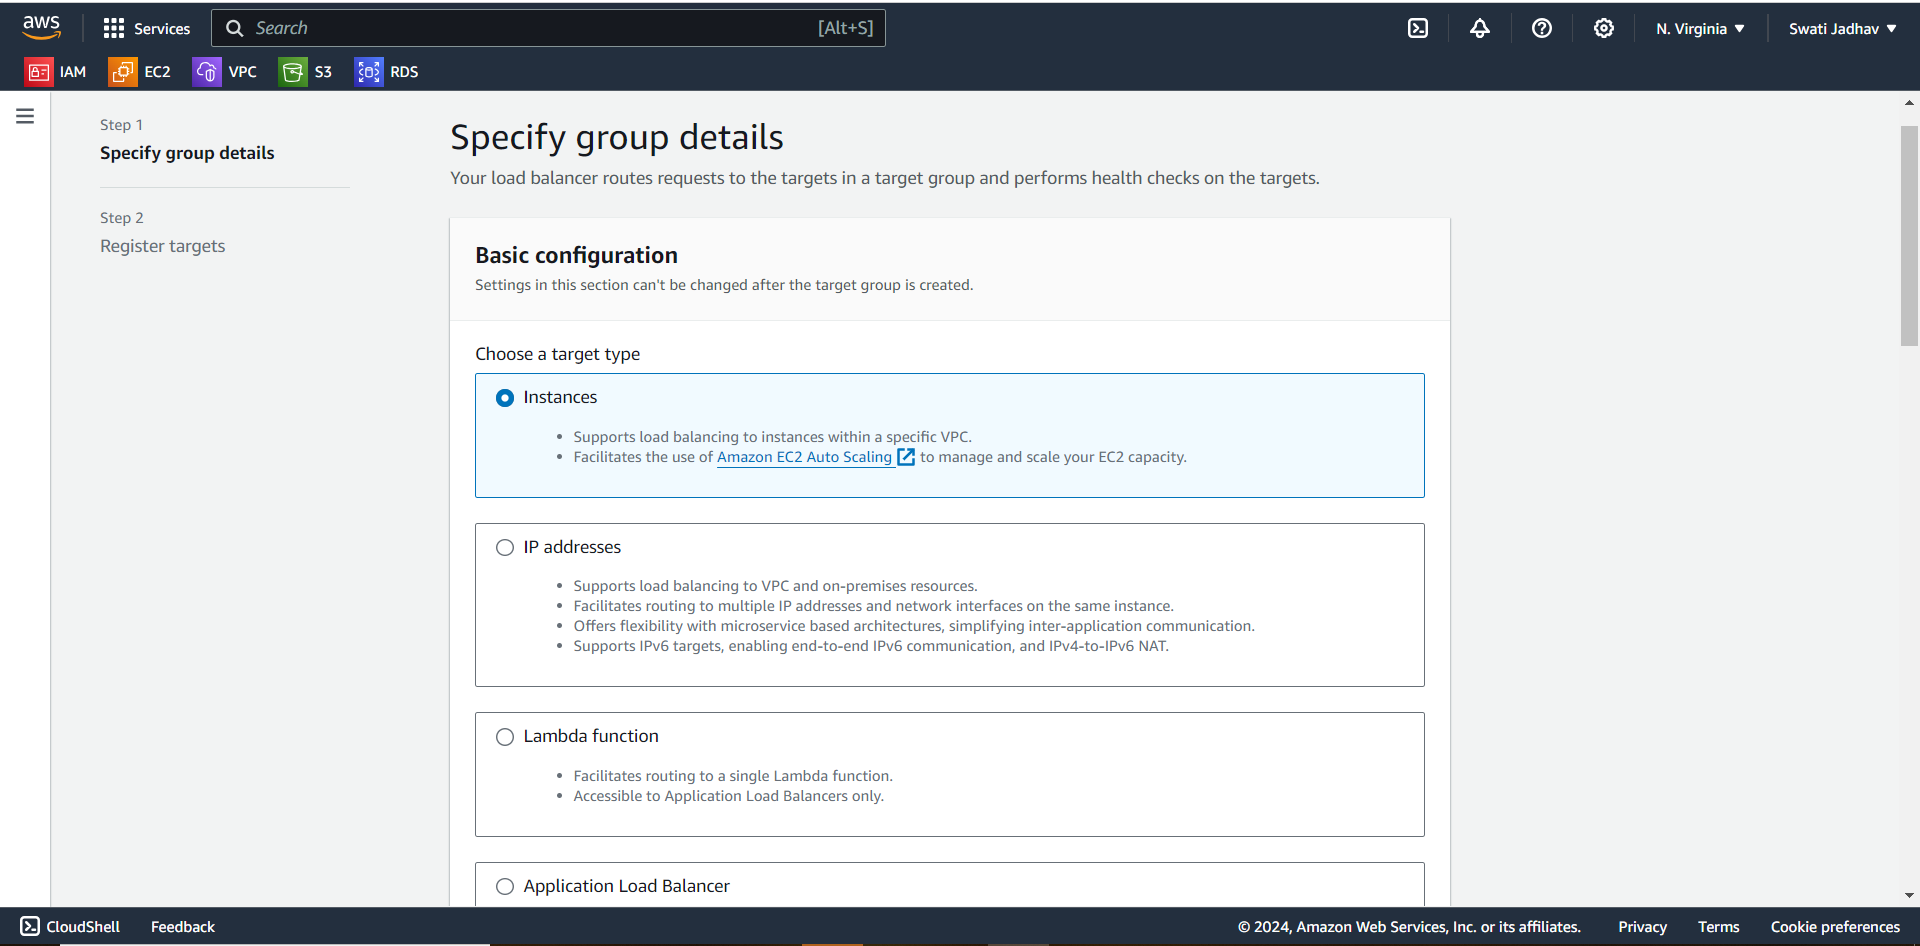 aws
Services
Search
[Alt+S]
N. Virginia
Swati Jadhav
IAM
EC2
VPC
S3
RDS
Step 1
Specify group details
Step 2
Register targets
Specify group details
Your load balancer routes requests to the targets in a target group and performs health checks on the targets.
Basic configuration
Settings in this section can't be changed after the target group is created.
Choose a target type
Instances
• Supports load balancing to instances within a specific VPC.
• Facilitates the use of Amazon EC2 Auto Scaling to manage and scale your EC2 capacity.
IP addresses
• Supports load balancing to VPC and on-premises resources.
• Facilitates routing to multiple IP addresses and network interfaces on the same instance.
• Offers flexibility with microservice based architectures, simplifying inter-application communication.
• Supports IPv6 targets, enabling end-to-end IPv6 communication, and IPv4-to-IPv6 NAT.
Lambda function
• Facilitates routing to a single Lambda function.
• Accessible to Application Load Balancers only.
Application Load Balancer
CloudShell
Feedback
© 2024, Amazon Web Services, Inc. or its affiliates.
Privacy
Terms
Cookie preferences